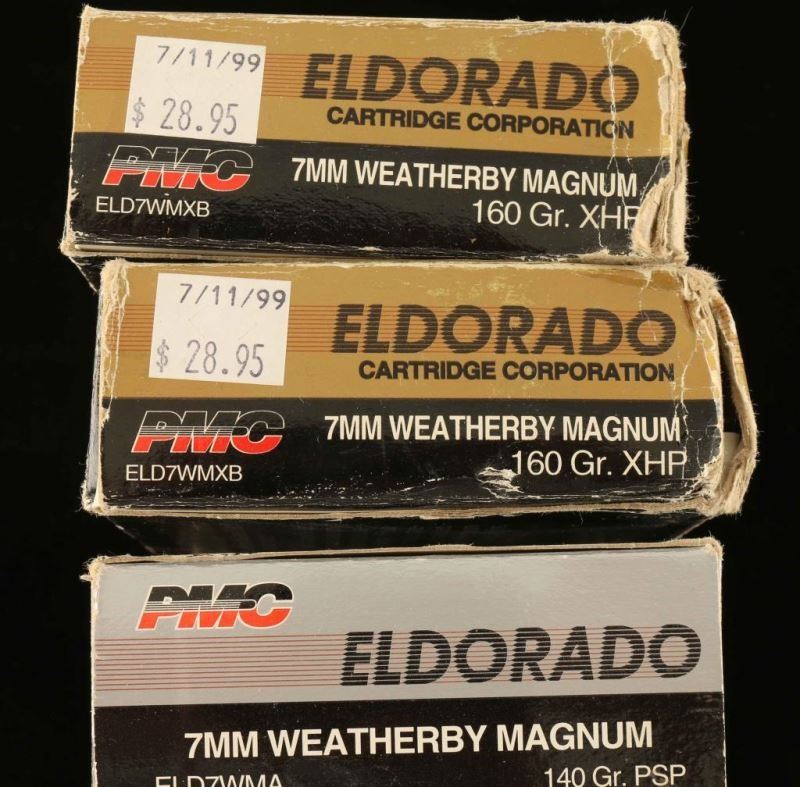 7/11/99
$ 28.95
ELDORADO
CARTRIDGE CORPORATION
PMC
7MM WEATHERBY MAGNUM
ELD7WMXB
160 Gr. XHP
7/11/99
$ 28.95
ELDORADO
CARTRIDGE CORPORATION
PMC
7MM WEATHERBY MAGNUM
ELD7WMXB
160 Gr. XHP
PMC
ELDORADO
7MM WEATHERBY MAGNUM
ELD7WMA
140 Gr. PSP